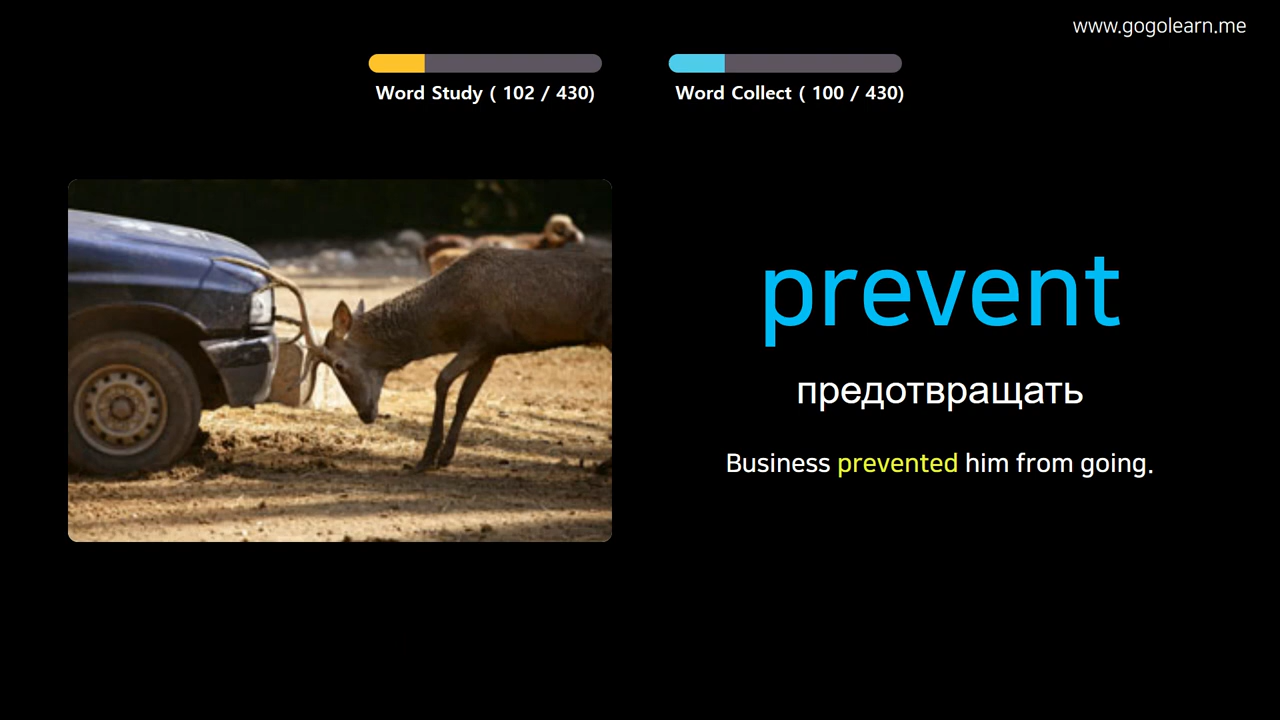 www.gogolearn.me
Word Study ( 102 / 430)
Word Collect ( 100 / 430)
prevent
предотвращать
Business prevented him from going.